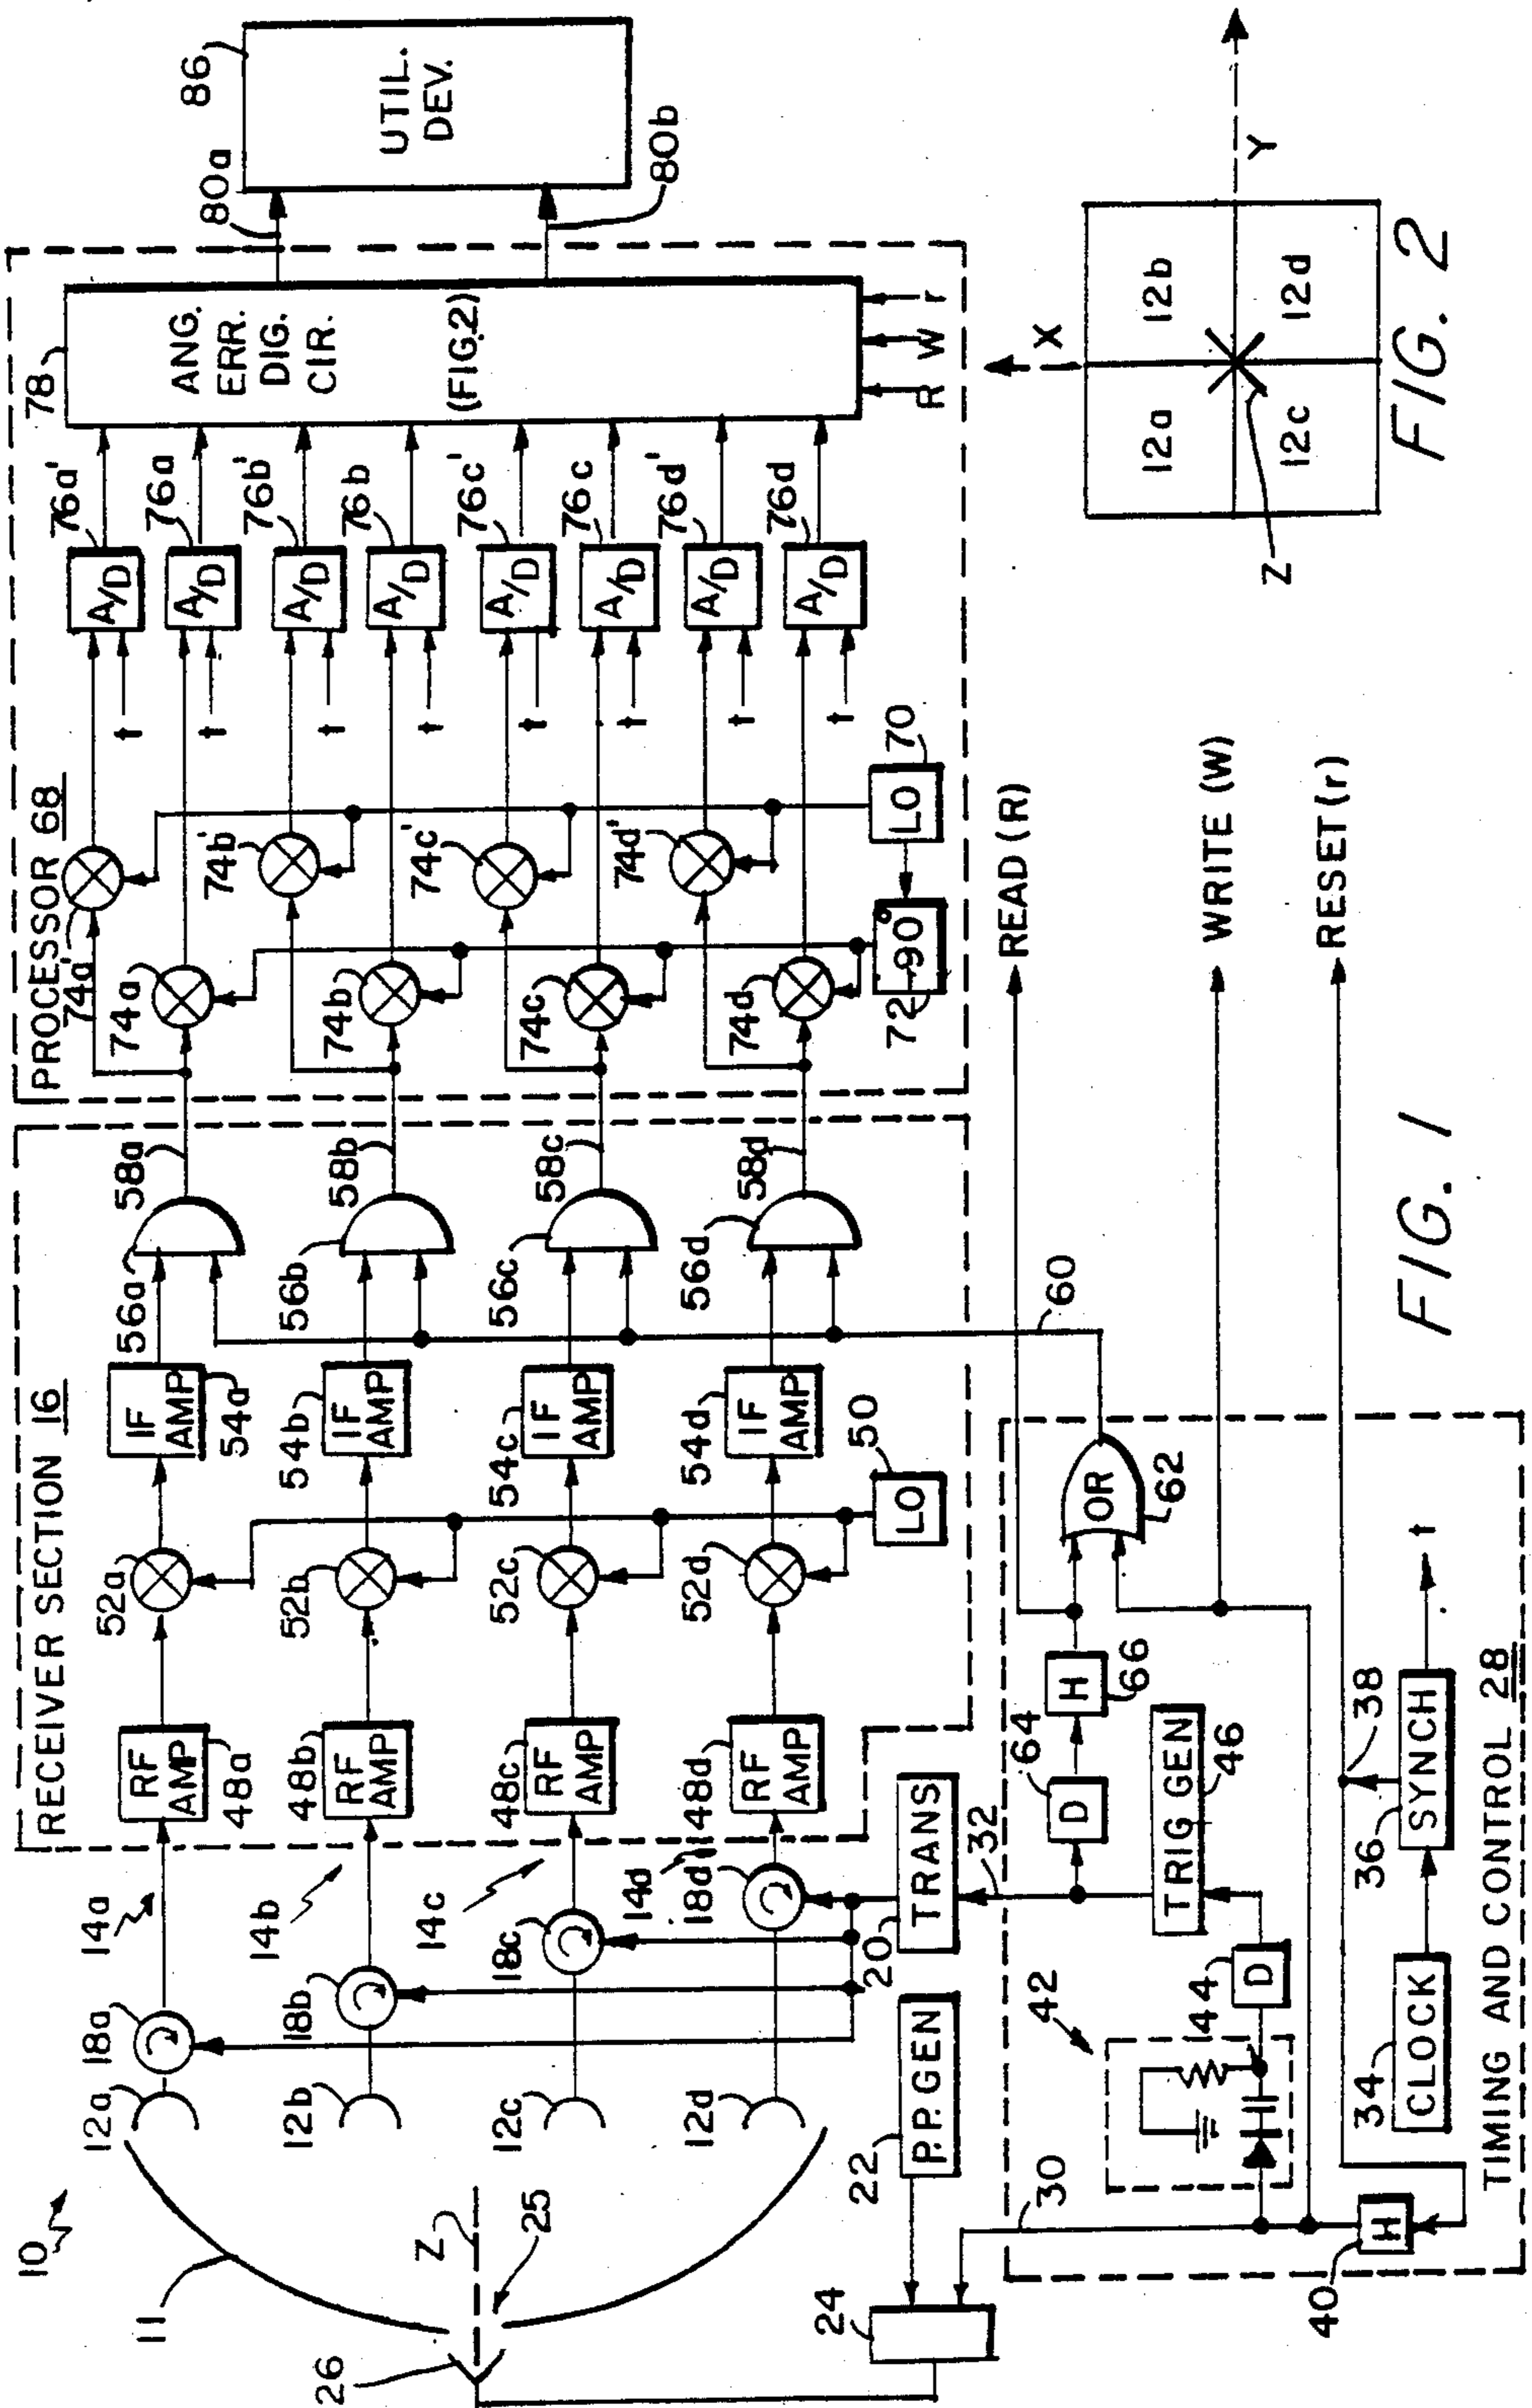 10
11
26
Z
25
24
22
P.P. GEN
12a
18a
14a
12b
18b
14b
12c
18c
14c
12d
18d
14d
20
TRANS
32
RECEIVER SECTION 16
RF AMP
48a
48b
RF AMP
48c
RF AMP
48d
RF AMP
52a
52b
52c
52d
LO
50
IF AMP
54a
54b
IF AMP
54c
IF AMP
54d
IF AMP
56a
56b
56c
56d
58a
58b
58c
58d
60
PROCESSOR 68
74a'
74a
74b'
74b
74c'
74c
74d'
74d
72
90°
LO
70
t
t
t
t
t
t
t
t
A/D
76a'
A/D
76a
A/D
76b'
A/D
76b
A/D
76c'
A/D
76c
A/D
76d'
A/D
76d
78
ANG.
ERR.
DIG.
CIR.
(FIG.2)
R
W
r
80a
80b
86
UTIL.
DEV.
TIMING AND CONTROL 28
30
40
H
42
44
D
TRIG GEN
46
64
D
H
66
OR
62
34
CLOCK
36
SYNCH
38
t
READ (R)
WRITE (W)
RESET (r)
FIG. 1
X
Y
Z
12a
12b
12c
12d
FIG. 2